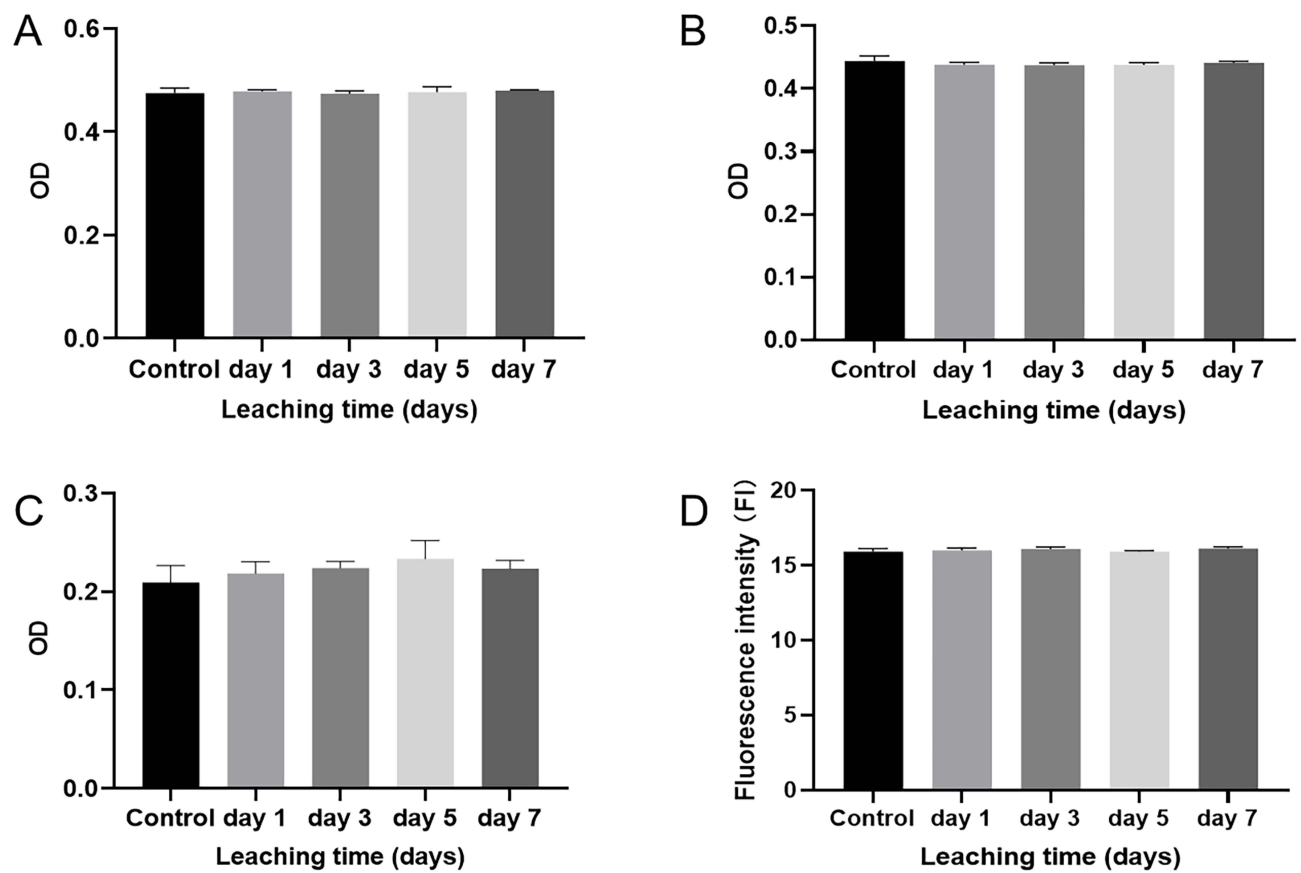 A
0.6
0.4
0.2
0.0
OD
Control day 1 day 3 day 5 day 7
Leaching time (days)
B
0.5
0.4
0.3
0.2
0.1
0.0
OD
Control day 1 day 3 day 5 day 7
Leaching time (days)
C
0.3
0.2
0.1
0.0
OD
Control day 1 day 3 day 5 day 7
Leaching time (days)
D
20
15
10
5
0
Fluorescence intensity（FI）
Control day 1 day 3 day 5 day 7
Leaching time (days)